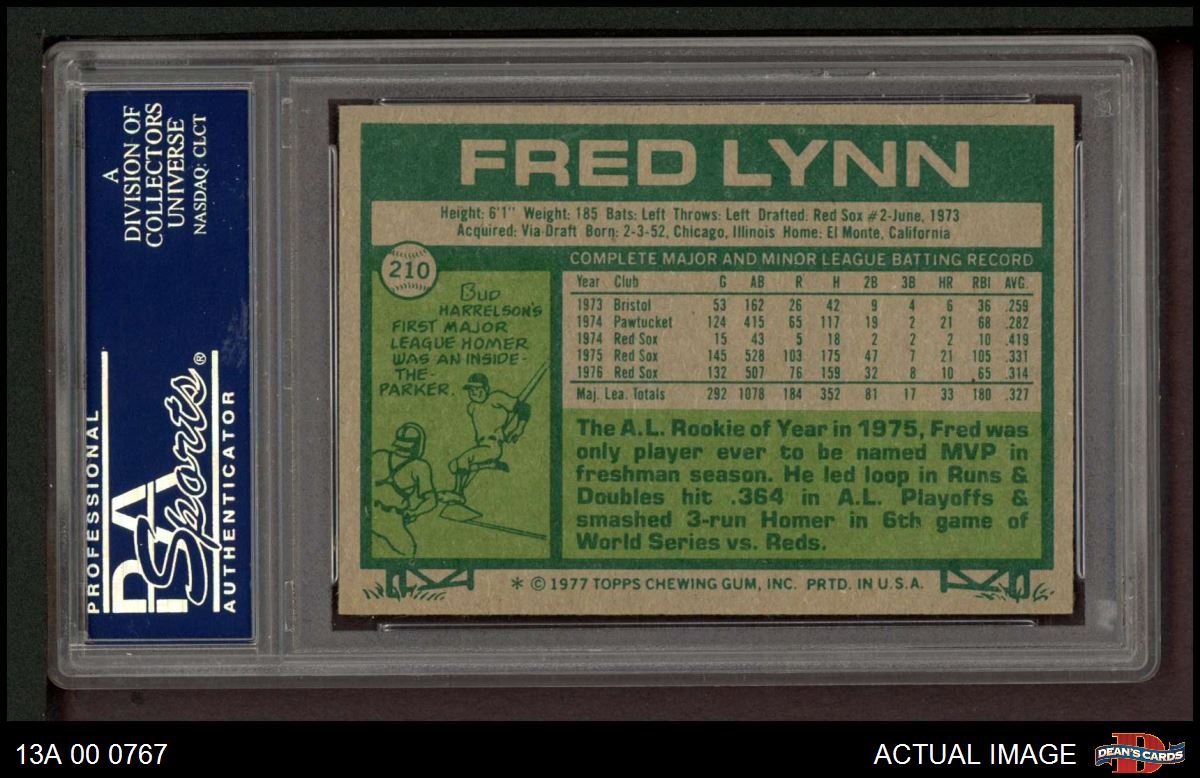 A
DIVISION OF
COLLECTORS
UNIVERSE
NASDAQ: CLCT
PROFESSIONAL
PSA
Sports®
AUTHENTICATOR
FRED LYNN
Height: 6'1" Weight: 185 Bats: Left Throws: Left Drafted: Red Sox #2-June, 1973
Acquired: Via Draft Born: 2-3-52, Chicago, Illinois Home: El Monte, California
210
BUD
HARRELSON'S
FIRST MAJOR
LEAGUE HOMER
WAS AN INSIDE-
THE-
PARKER.
COMPLETE MAJOR AND MINOR LEAGUE BATTING RECORD
Year Club G AB R H 2B 3B HR RBI AVG.
1973 Bristol 53 162 26 42 9 4 6 36 .259
1974 Pawtucket 124 415 65 117 19 2 21 68 .282
1974 Red Sox 15 43 5 18 2 2 2 10 .419
1975 Red Sox 145 528 103 175 47 7 21 105 .331
1976 Red Sox 132 507 76 159 32 8 10 65 .314
Maj. Lea. Totals 292 1078 184 352 81 17 33 180 .327
The A.L. Rookie of Year in 1975, Fred was
only player ever to be named MVP in
freshman season. He led loop in Runs &
Doubles hit .364 in A.L. Playoffs &
smashed 3-run Homer in 6th game of
World Series vs. Reds.
* © 1977 TOPPS CHEWING GUM, INC. PRTD. IN U.S.A.
13A 00 0767
ACTUAL IMAGE
D
DEAN'S CARDS